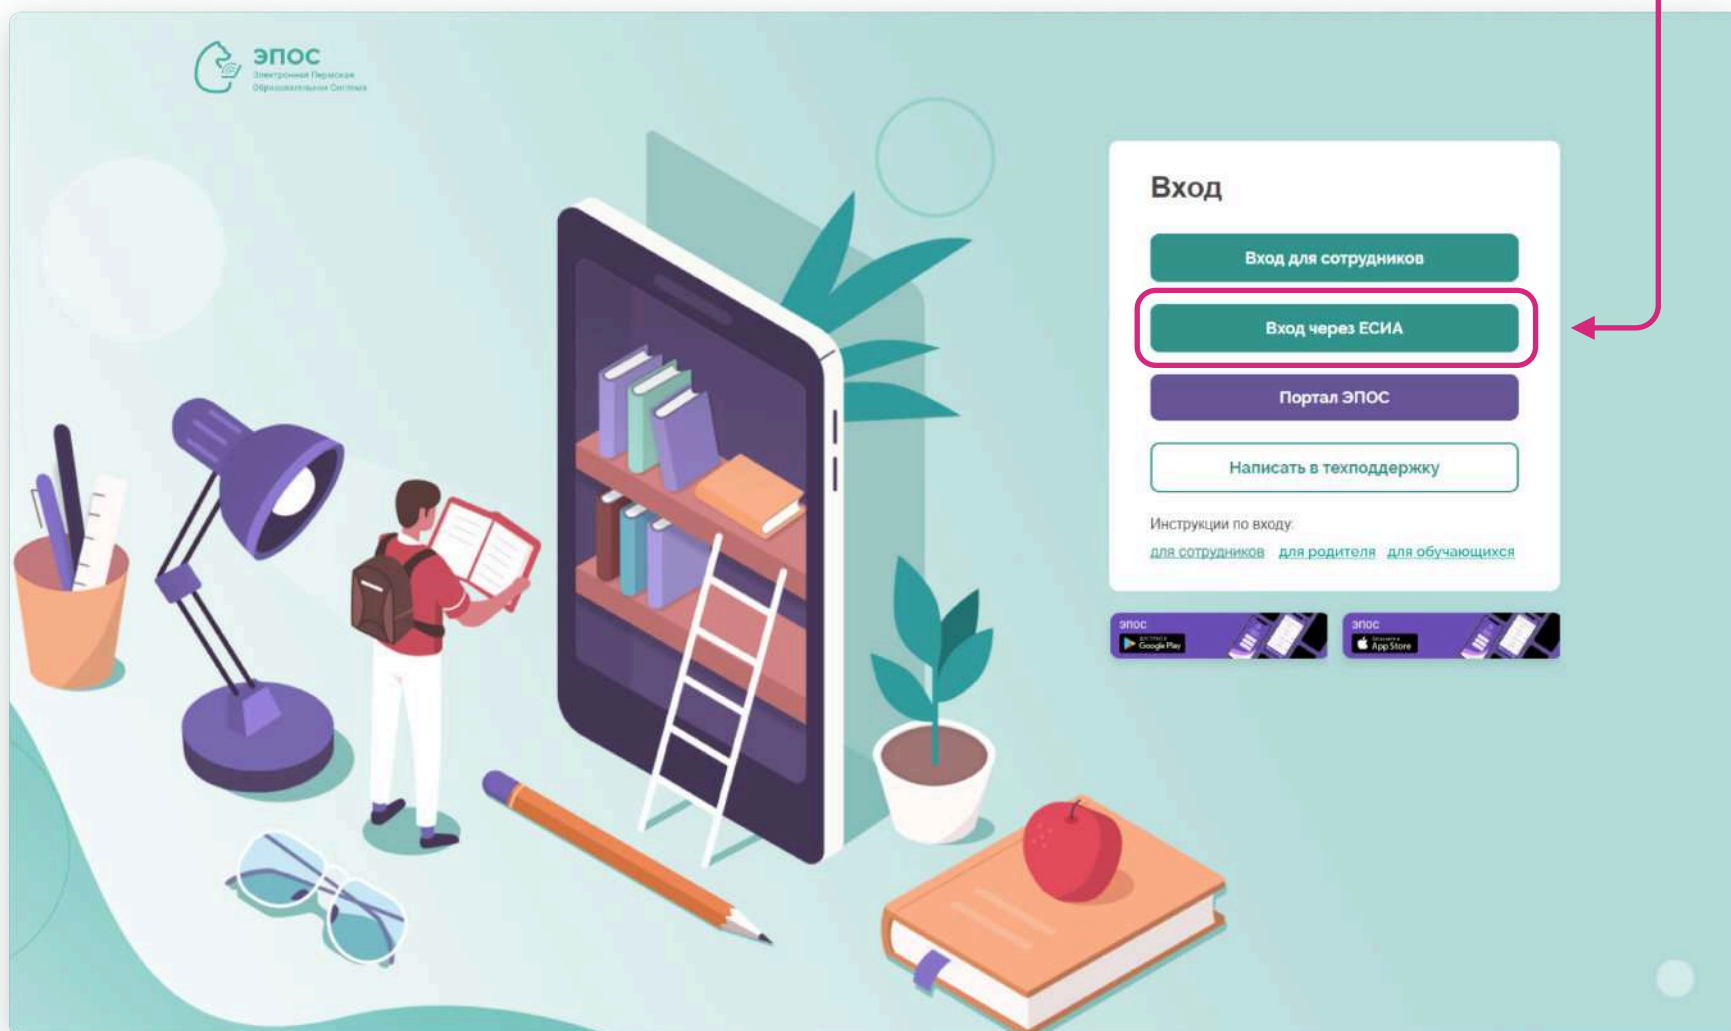 ЭПОС
Электронная Пермская
Образовательная Система
Вход
Вход для сотрудников
Вход через ЕСИА
Портал ЭПОС
Написать в техподдержку
Инструкции по входу:
для сотрудников для родителя для обучающихся
ЭПОС
Google Play
ЭПОС
App Store